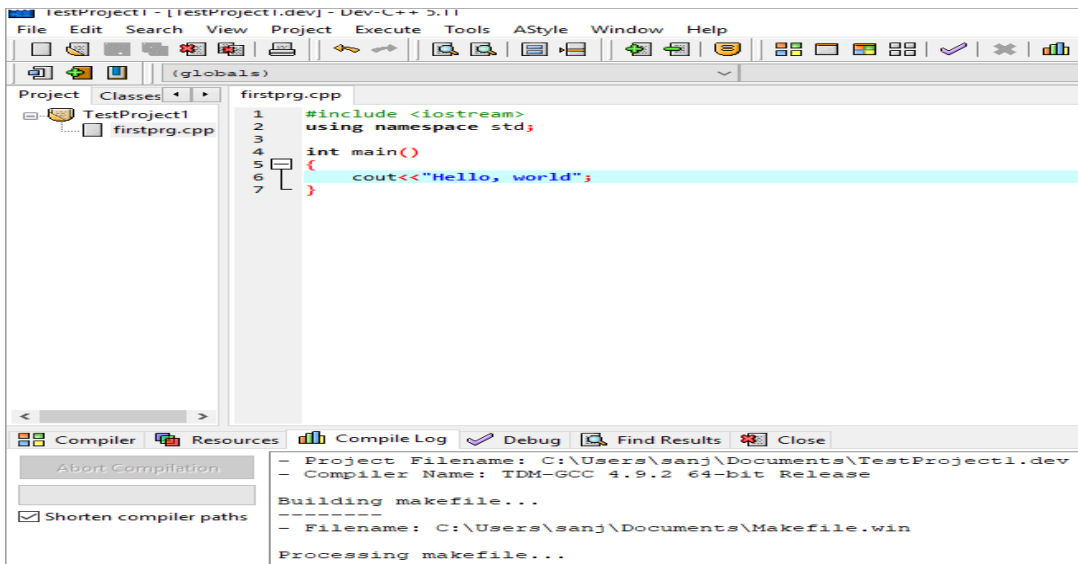 TestProject1 - [TestProject1.dev] - Dev-C++ 5.11
File Edit Search View Project Execute Tools AStyle Window Help
(globals)
Project Classes
firstprg.cpp
TestProject1
firstprg.cpp
1 #include <iostream>
2 using namespace std;
3
4 int main()
5 {
6 cout<<"Hello, world";
7 }
Compiler Resources Compile Log Debug Find Results Close
Abort Compilation
Shorten compiler paths
- Project Filename: C:\Users\sanj\Documents\TestProject1.dev
- Compiler Name: TDM-GCC 4.9.2 64-bit Release
Building makefile...
--------
- Filename: C:\Users\sanj\Documents\Makefile.win
Processing makefile...